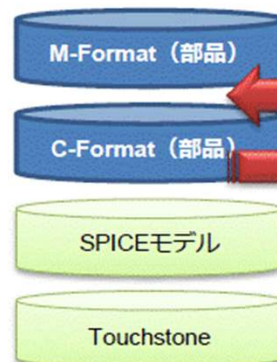 M-Format（部品）
C-Format（部品）
SPICEモデル
Touchstone